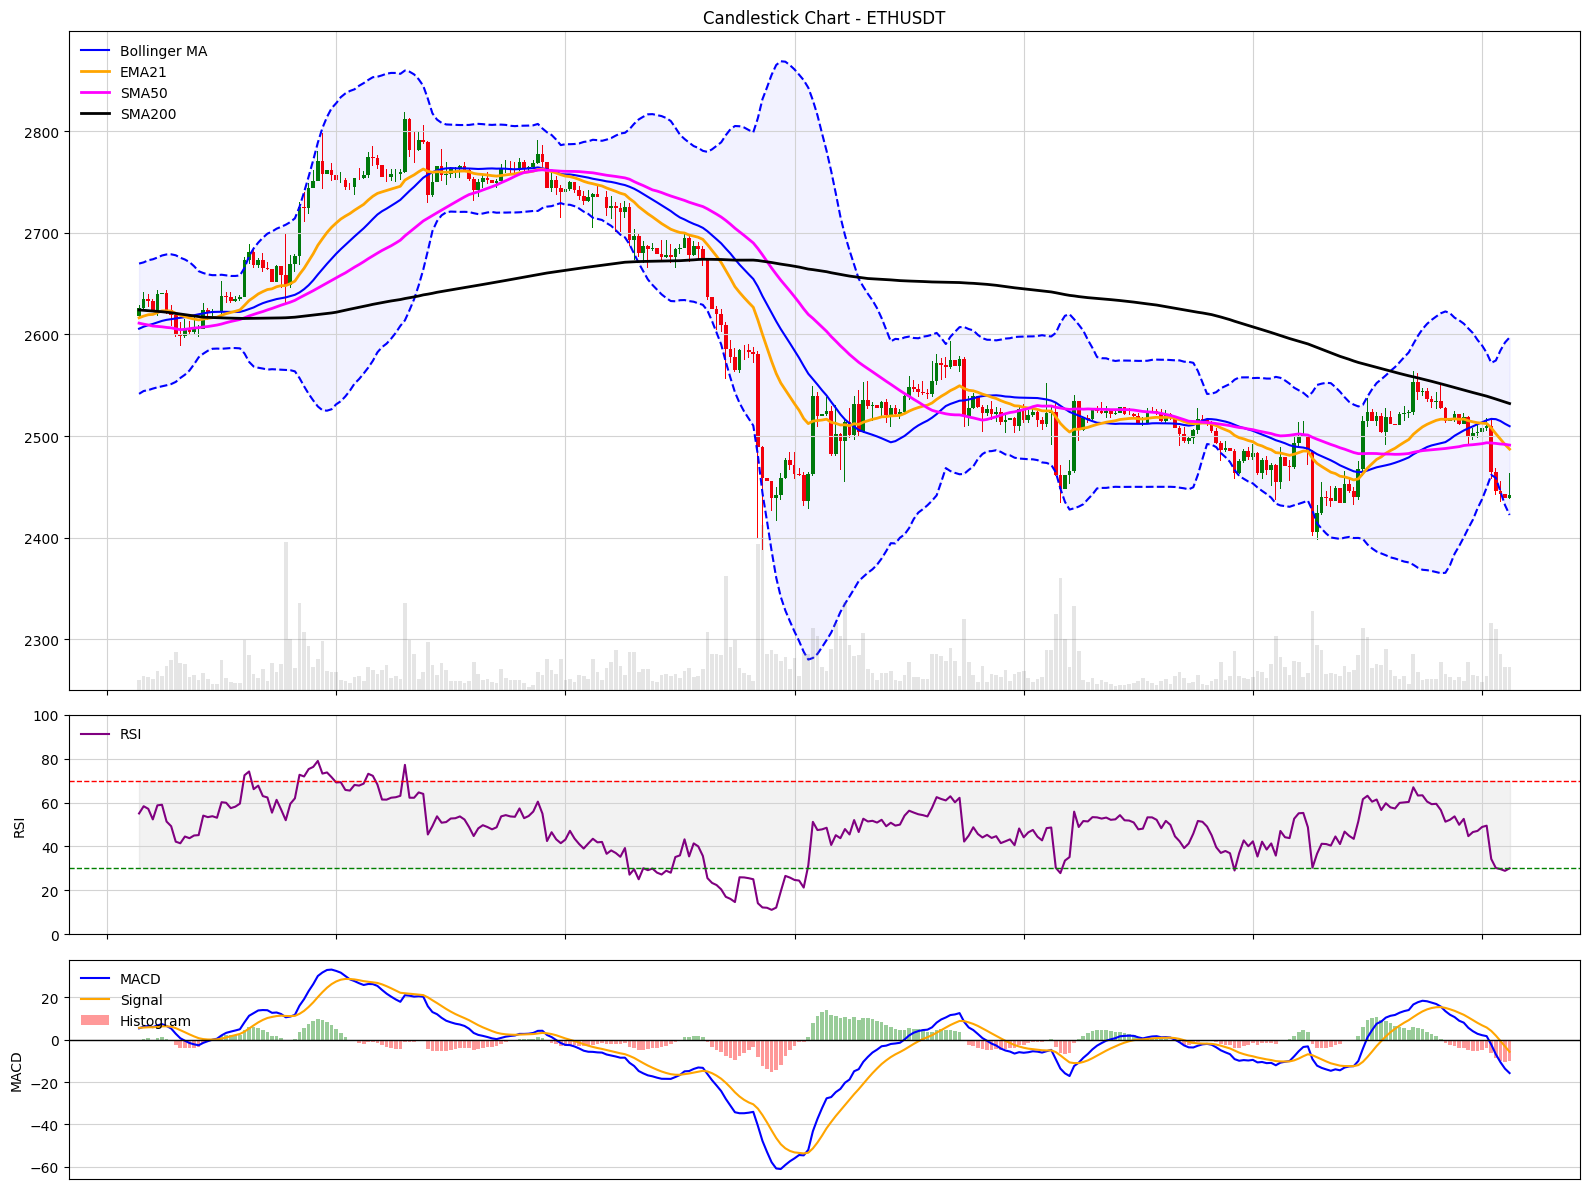 Candlestick Chart - ETHUSDT
Bollinger MA
EMA21
SMA50
SMA200
2800
2700
2600
2500
2400
2300
RSI
100
80
60
40
20
0
RSI
MACD
Signal
Histogram
20
0
−20
−40
−60
MACD